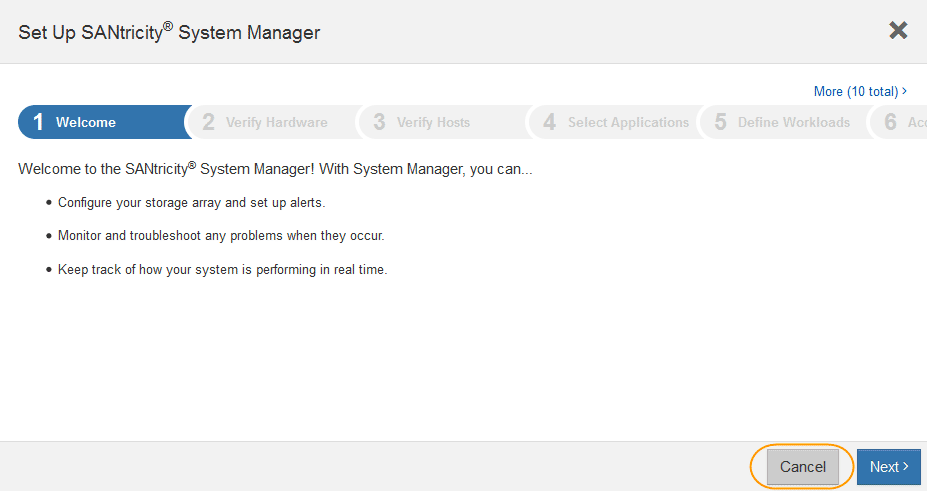 Set Up SANtricity® System Manager
More (10 total) >
1 Welcome
2 Verify Hardware
3 Verify Hosts
4 Select Applications
5 Define Workloads
6 Acc
Welcome to the SANtricity® System Manager! With System Manager, you can...
• Configure your storage array and set up alerts.
• Monitor and troubleshoot any problems when they occur.
• Keep track of how your system is performing in real time.
Cancel
Next >